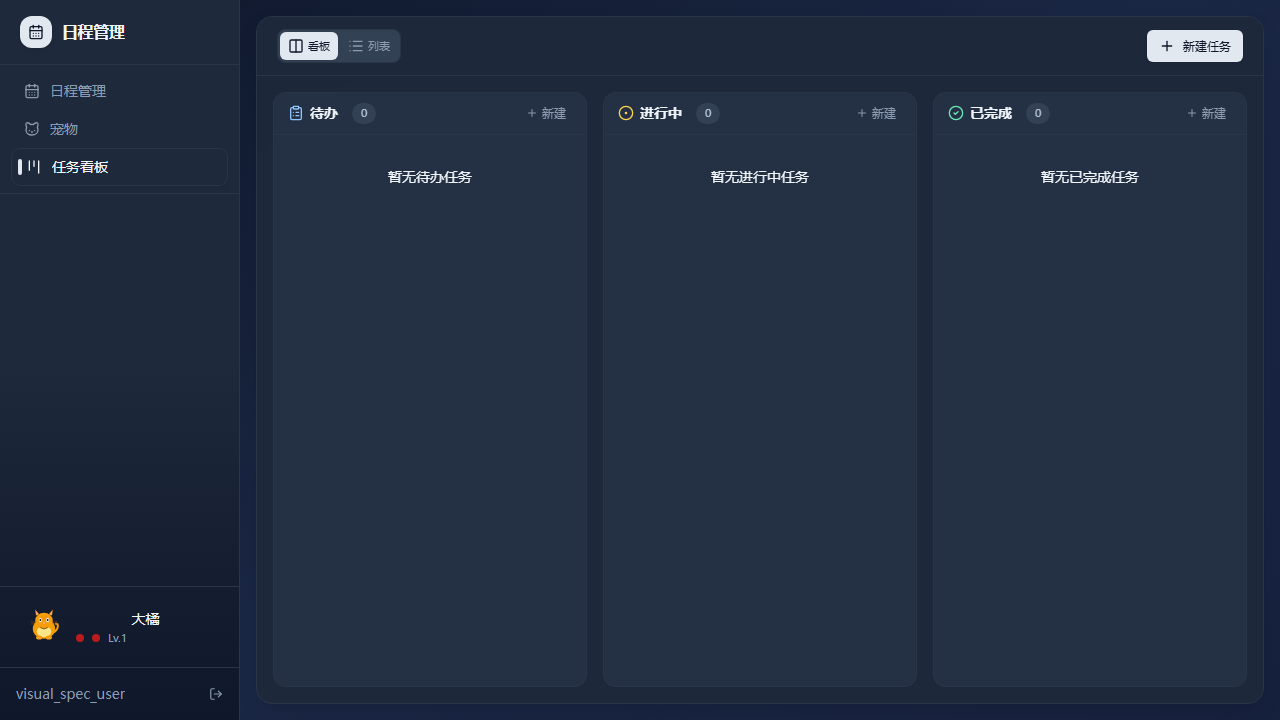 日程管理
日程管理
宠物
任务看板
大橘
Lv.1
visual_spec_user
看板 列表
新建任务
待办 0 新建
暂无待办任务
进行中 0 新建
暂无进行中任务
已完成 0 新建
暂无已完成任务